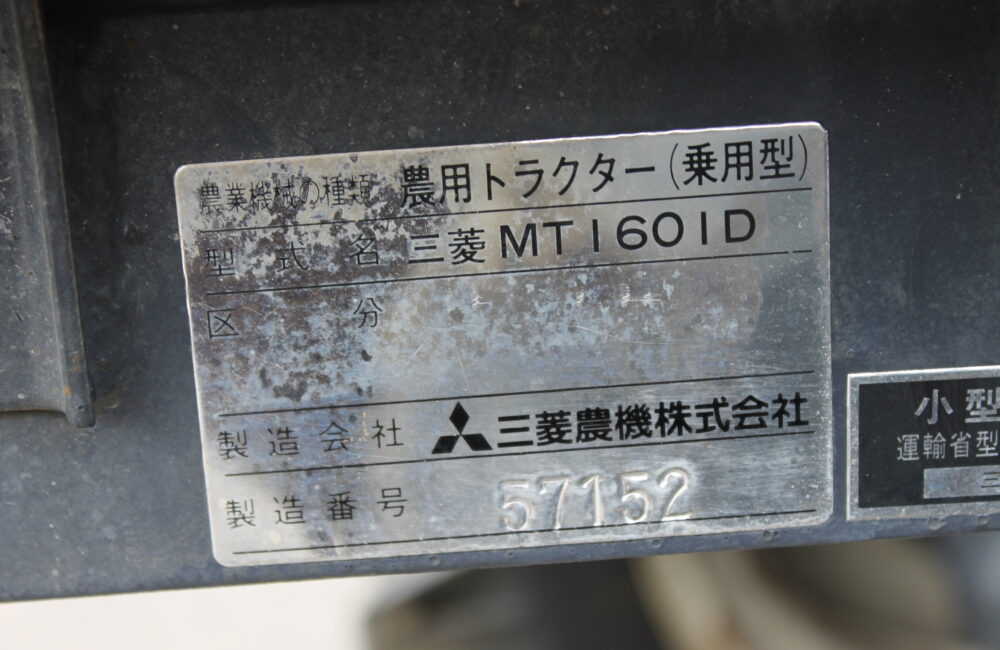 農業機械の種類 農用トラクター(乗用型)
型式名 三菱MT1601D
区分
製造会社 三菱農機株式会社
製造番号 57152
小型
運輸省型
三